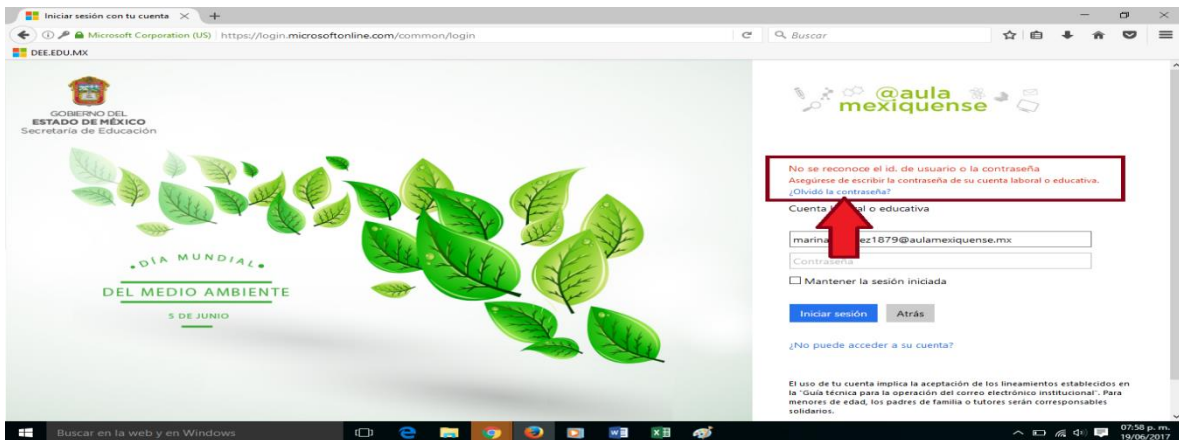 Iniciar sesión con tu cuenta
Microsoft Corporation (US) https://login.microsoftonline.com/common/login
Buscar
DEE.EDU.MX
GOBIERNO DEL
ESTADO DE MÉXICO
Secretaría de Educación
DÍA MUNDIAL
DEL MEDIO AMBIENTE
5 DE JUNIO
@aula
mexiquense
No se reconoce el id. de usuario o la contraseña
Asegúrese de escribir la contraseña de su cuenta laboral o educativa.
¿Olvidó la contraseña?
Cuenta o educativa
1879@aulamexiquense.mx
Contraseña
Mantener la sesión iniciada
Iniciar sesión Atrás
¿No puede acceder a su cuenta?
El uso de tu cuenta implica la aceptación de los lineamientos establecidos en
la "Guía técnica para la operación del correo electrónico institucional". Para
menores de edad, los padres de familia o tutores serán corresponsables
solidarios.
Buscar en la web y en Windows
07:58 p. m.
19/06/2017